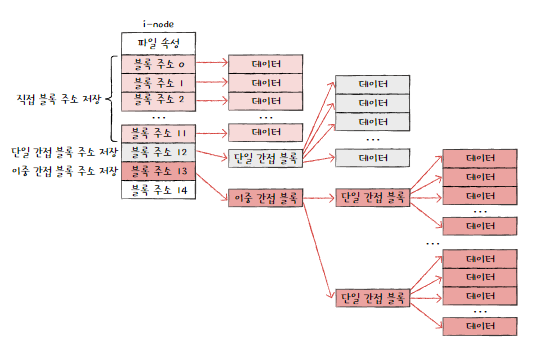 i-node
파일 속성
블록 주소 0
블록 주소 1
블록 주소 2
...
블록 주소 11
블록 주소 12
블록 주소 13
블록 주소 14
직접 블록 주소 저장
단일 간접 블록 주소 저장
이중 간접 블록 주소 저장
데이터
데이터
데이터
...
데이터
단일 간접 블록
이중 간접 블록
데이터
데이터
데이터
...
데이터
단일 간접 블록
...
단일 간접 블록
데이터
데이터
데이터
...
데이터
데이터
데이터
데이터
...
데이터